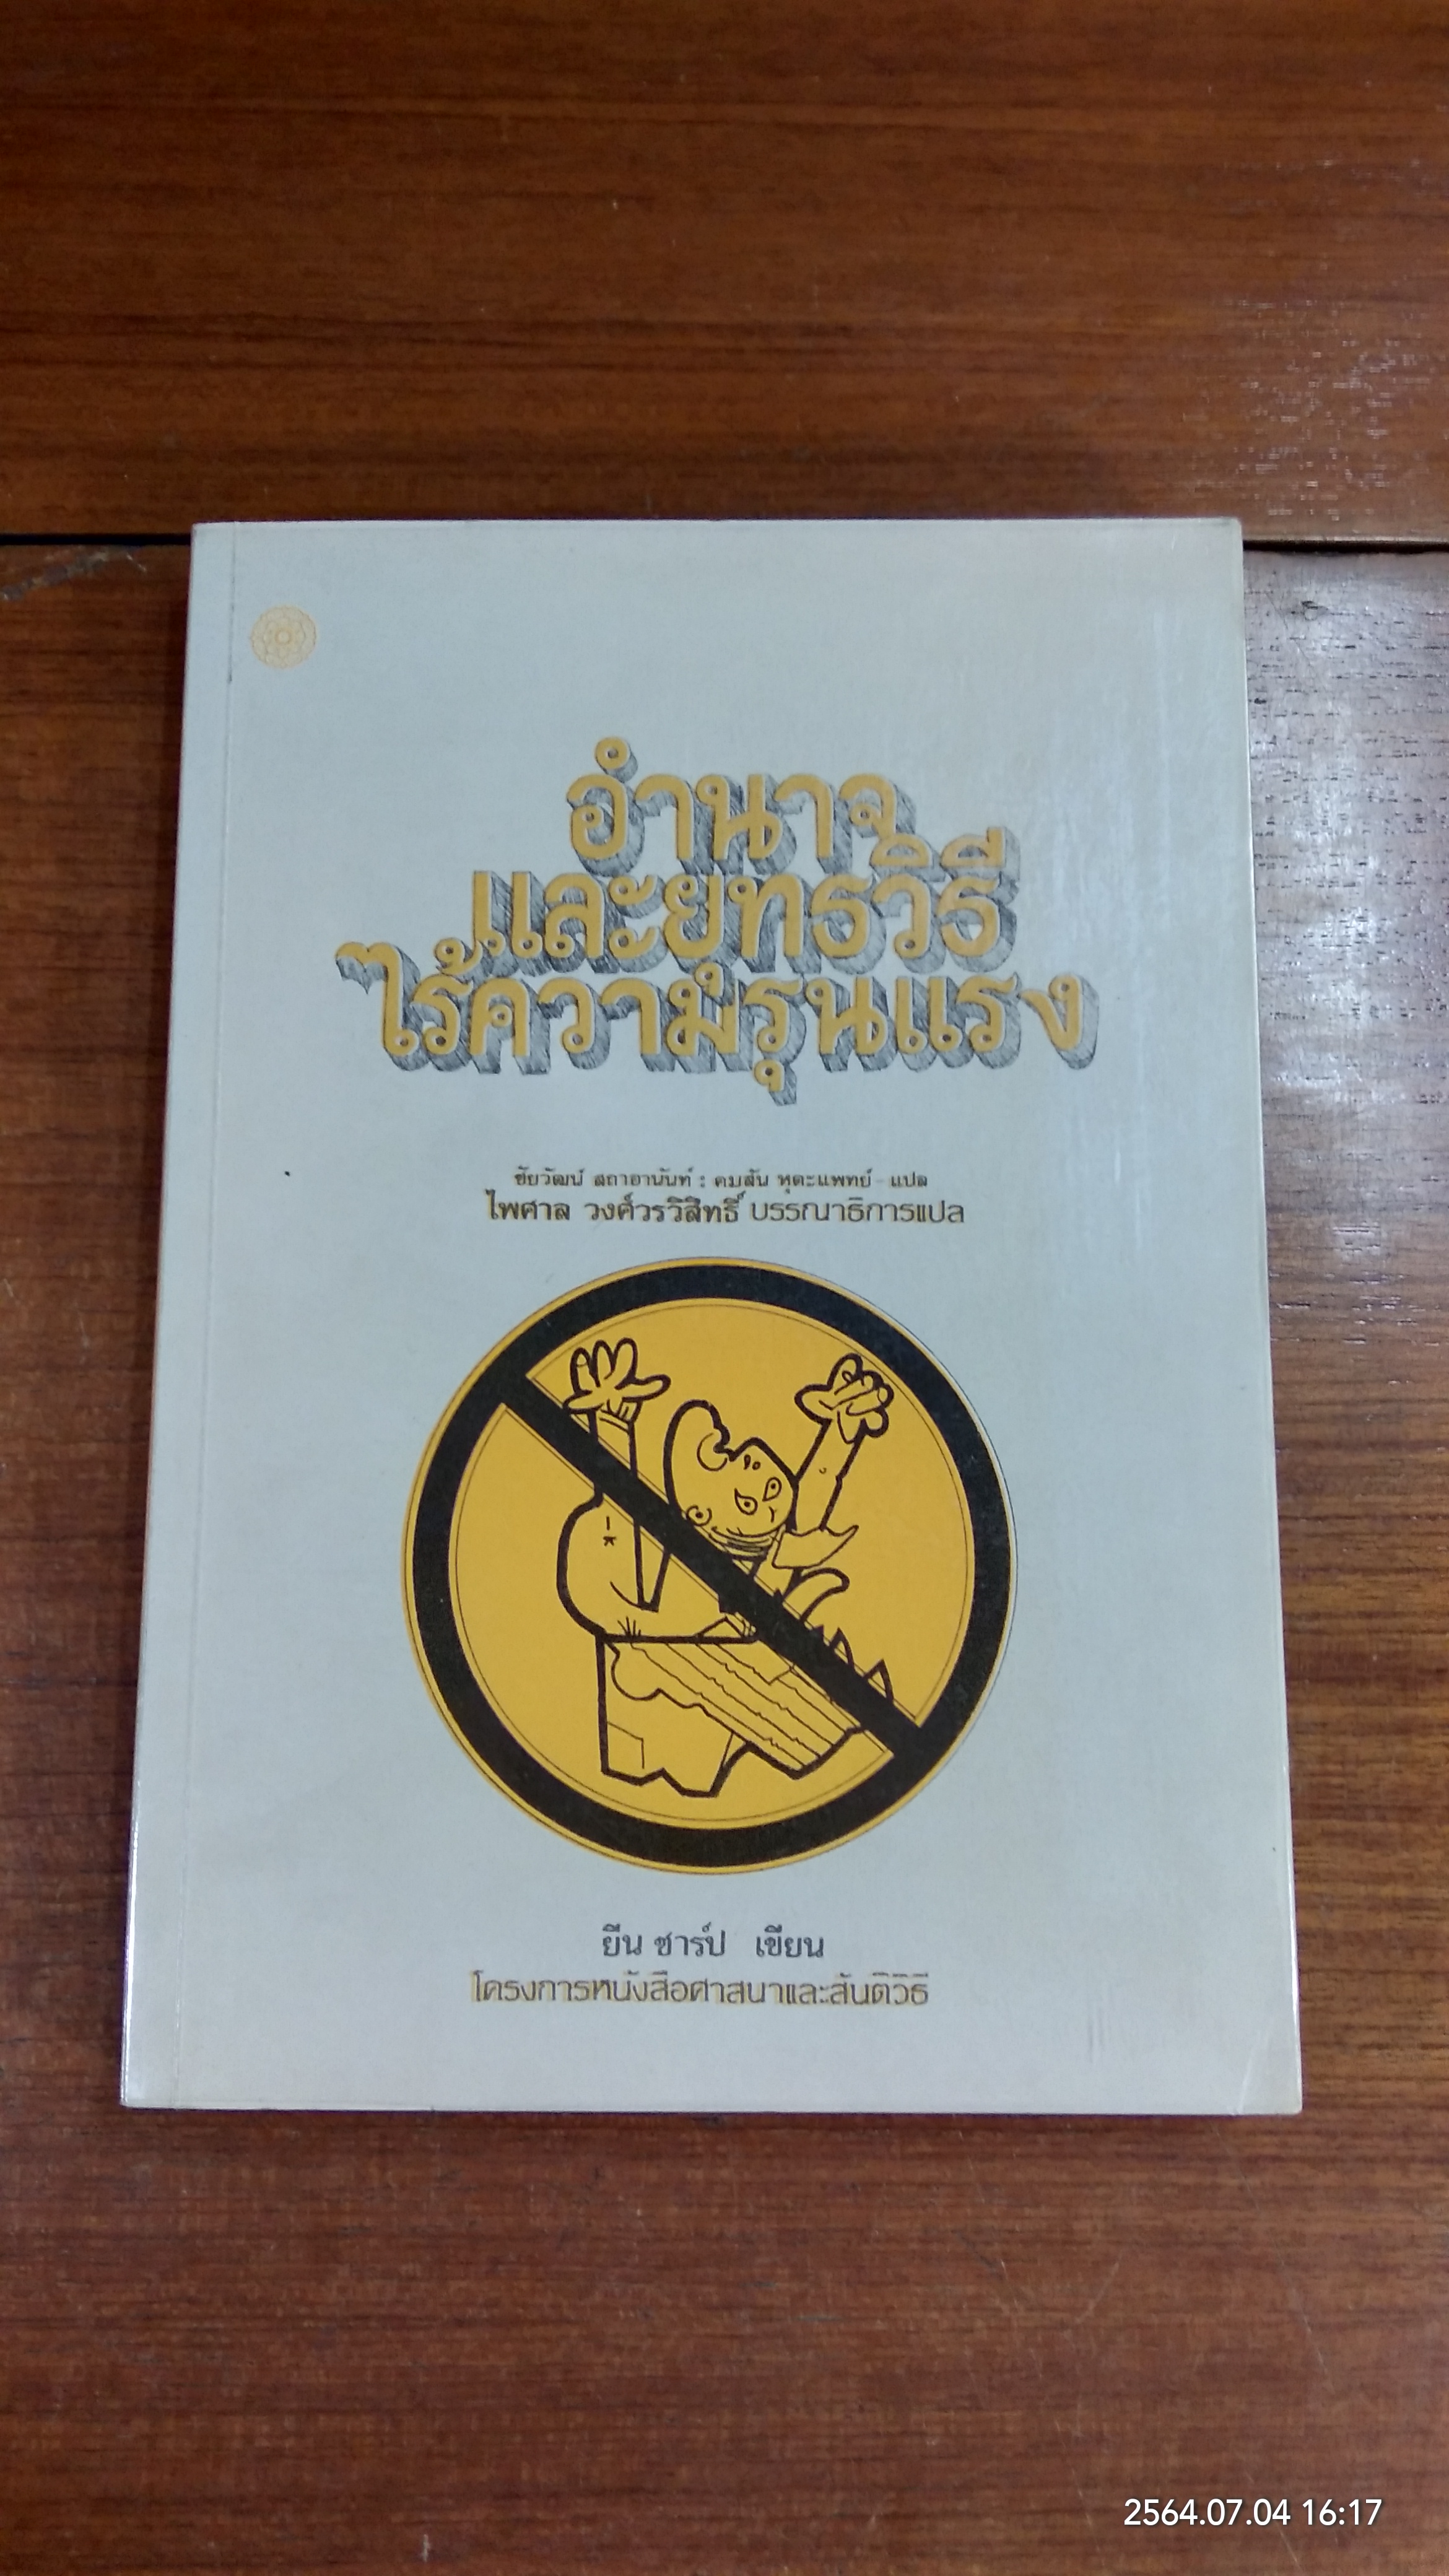 อำนาจ
และยุทธวิธี
ไร้ความรุนแรง
ชัยวัฒน์ สถาอานันท์ : คมสัน หุตะแพทย์ - แปล
ไพศาล วงศ์วรวิสิทธิ์ บรรณาธิการแปล
ยีน ชาร์ป เขียน
โครงการหนังสือศาสนาและสันติวิธี
2564.07.04 16:17